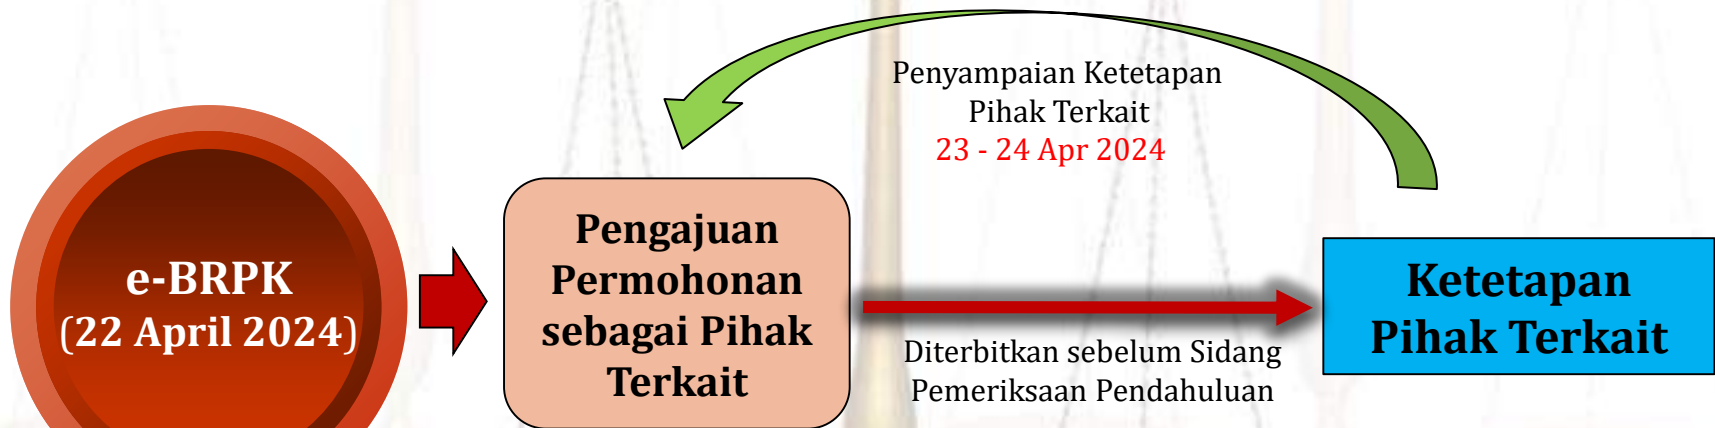 Penyampaian Ketetapan
Pihak Terkait
23 - 24 Apr 2024
e-BRPK
(22 April 2024)
Pengajuan
Permohonan
sebagai Pihak
Terkait
Diterbitkan sebelum Sidang
Pemeriksaan Pendahuluan
Ketetapan
Pihak Terkait